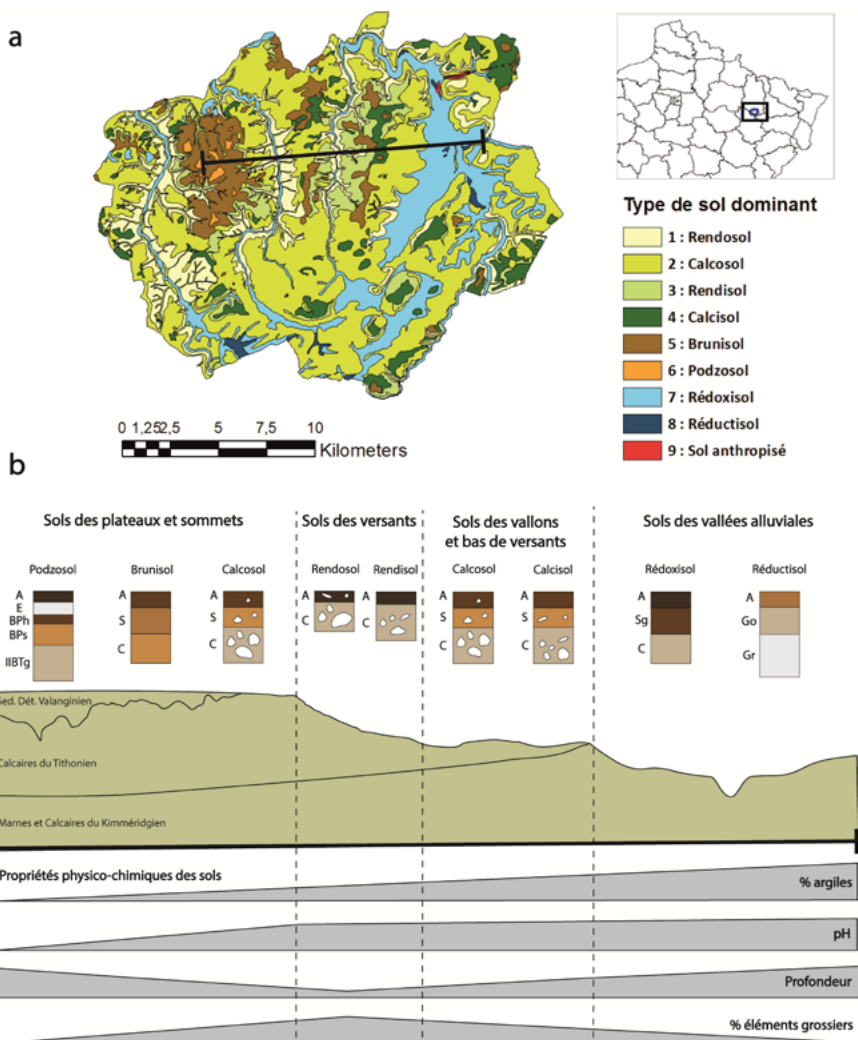 a
Type de sol dominant
1 : Rendosol
2 : Calcosol
3 : Rendisol
4 : Calcisol
5 : Brunisol
6 : Podzosol
7 : Rédoxisol
8 : Réductisol
9 : Sol anthropisé
0 1,25 2,5 5 7,5 10
Kilometers
b
Sols des plateaux et sommets
Sols des versants
Sols des vallons
et bas de versants
Sols des vallées alluviales
Podzosol Brunisol Calcosol Rendosol Rendisol Calcosol Calcisol Rédoxisol Réductisol
A
E
BPh
BPs
IIBTg
A
S
C
A
S
C
A
C
A
C
A
S
C
A
S
C
A
Sg
C
A
Go
Gr
Sed. Dét. Valanginien
Calcaires du Tithonien
Marnes et Calcaires du Kimméridgien
Propriétés physico-chimiques des sols
% argiles
pH
Profondeur
% éléments grossiers